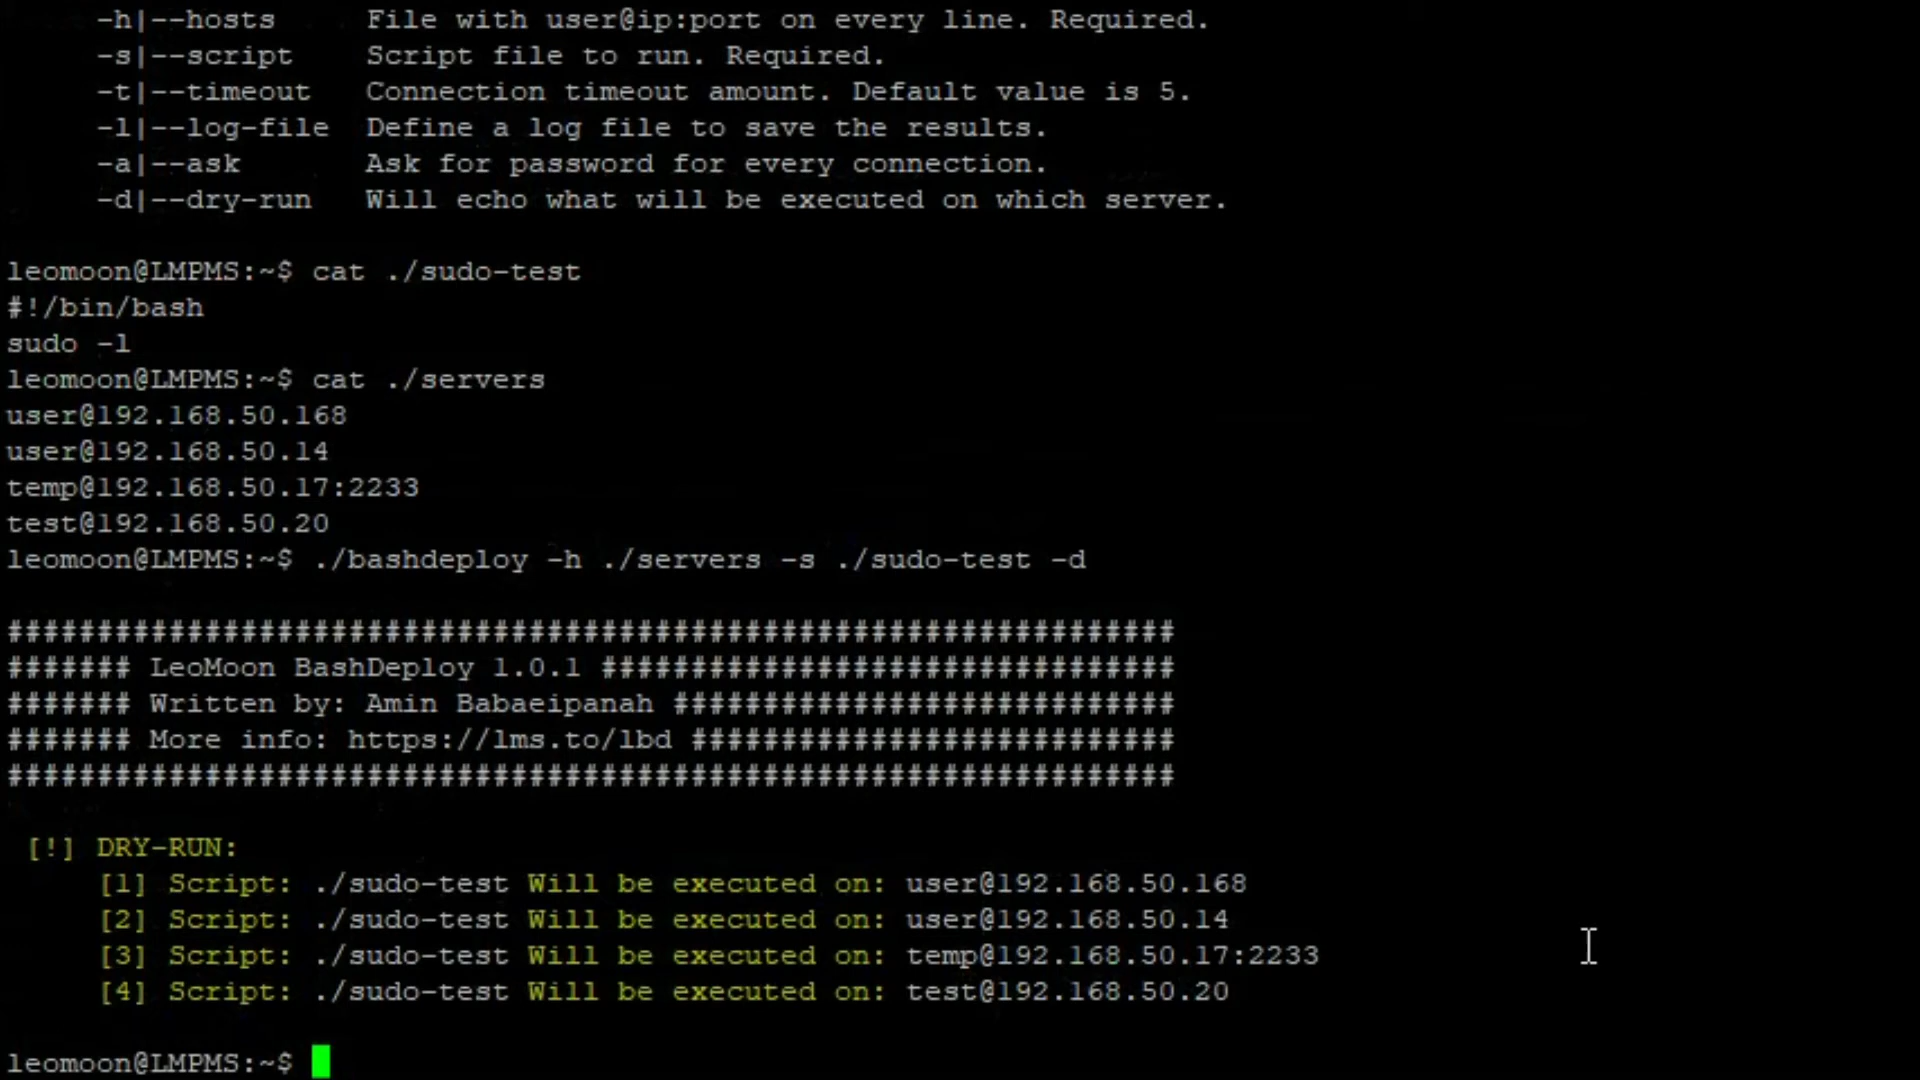 -h|--hosts    File with user@ip:port on every line. Required.
-s|--script   Script file to run. Required.
-t|--timeout   Connection timeout amount. Default value is 5.
-l|--log-file  Define a log file to save the results.
-a|--ask       Ask for password for every connection.
-d|--dry-run   Will echo what will be executed on which server.
leomoon@LMPMS:~$ cat ./sudo-test
#!/bin/bash
sudo -l
leomoon@LMPMS:~$ cat ./servers
user@192.168.50.168
user@192.168.50.14
temp@192.168.50.17:2233
test@192.168.50.20
leomoon@LMPMS:~$ ./bashdeploy -h ./servers -s ./sudo-test -d
#################################################################
####### LeoMoon BashDeploy 1.0.1 ################################
####### Written by: Amin Babaeipanah ############################
####### More info: https://lms.to/lbd ###########################
#################################################################
[!] DRY-RUN:
[1] Script: ./sudo-test Will be executed on: user@192.168.50.168
[2] Script: ./sudo-test Will be executed on: user@192.168.50.14
[3] Script: ./sudo-test Will be executed on: temp@192.168.50.17:2233
[4] Script: ./sudo-test Will be executed on: test@192.168.50.20
leomoon@LMPMS:~$